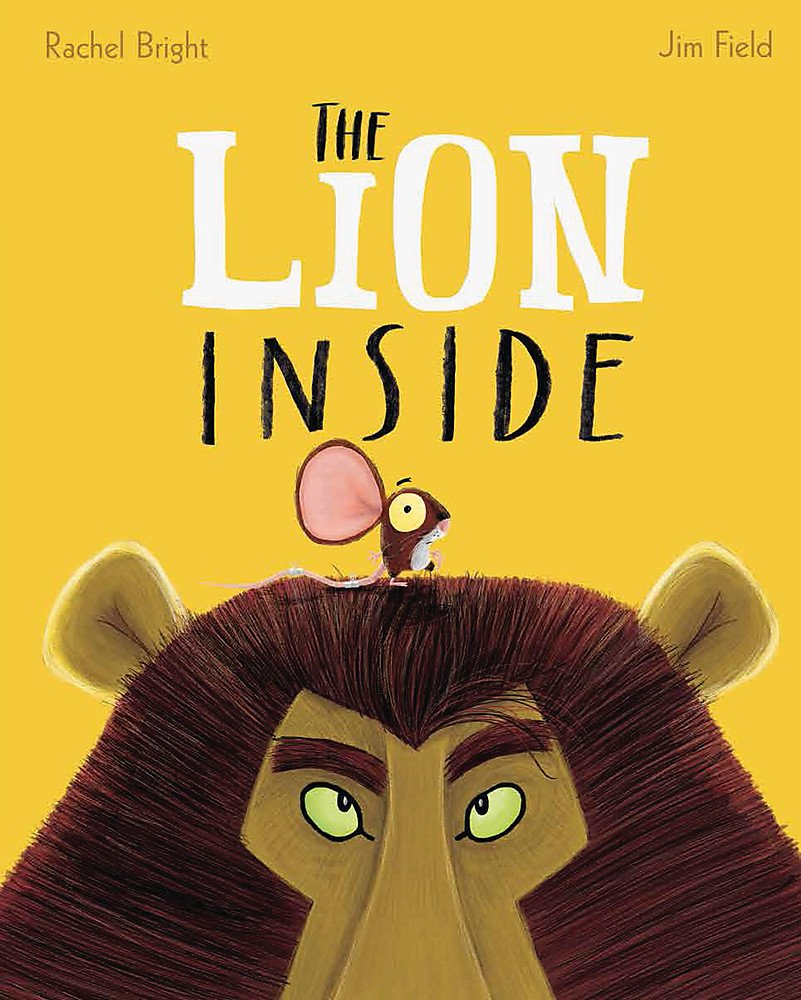 Rachel Bright
Jim Field
THE
LiON
INSIDE